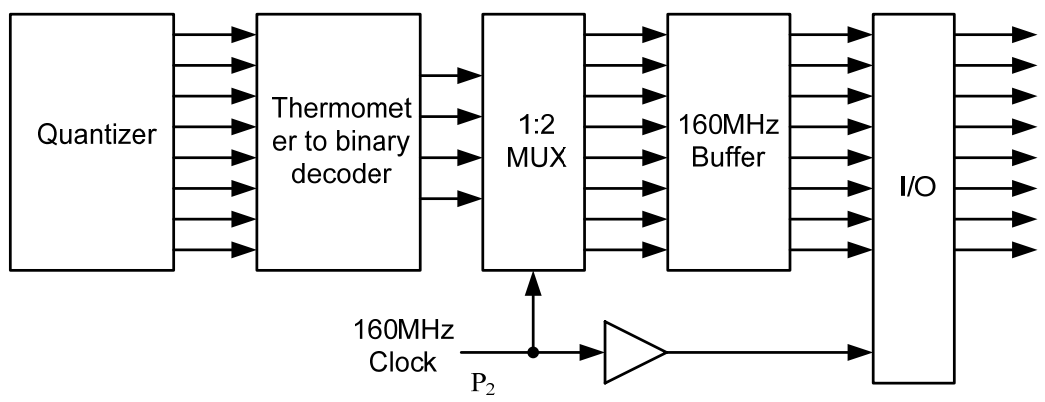 Quantizer
Thermomet
er to binary
decoder
1:2
MUX
160MHz
Buffer
I/O
160MHz
Clock
P₂